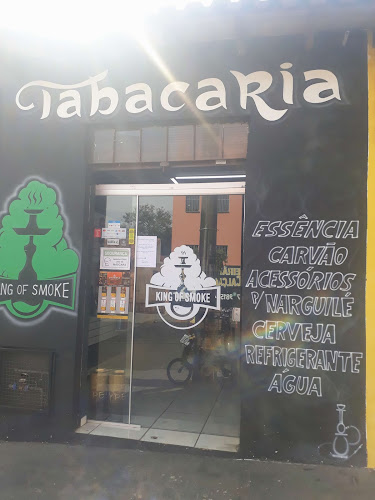 Tabacaria
KING OF SMOKE
KING OF SMOKE
ESSÊNCIA
CARVÃO
ACESSÓRIOS
P/ NARGUILÉ
CERVEJA
REFRIGERANTE
ÁGUA